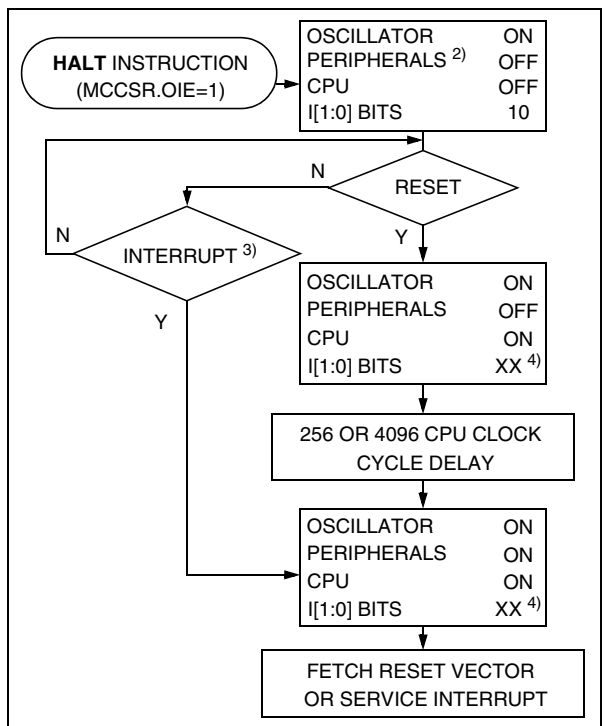 HALT INSTRUCTION
(MCCSR.OIE=1)
OSCILLATOR ON
PERIPHERALS 2) OFF
CPU OFF
I[1:0] BITS 10
RESET
N
Y
INTERRUPT 3)
N
Y
OSCILLATOR ON
PERIPHERALS OFF
CPU ON
I[1:0] BITS XX 4)
256 OR 4096 CPU CLOCK
CYCLE DELAY
OSCILLATOR ON
PERIPHERALS ON
CPU ON
I[1:0] BITS XX 4)
FETCH RESET VECTOR
OR SERVICE INTERRUPT